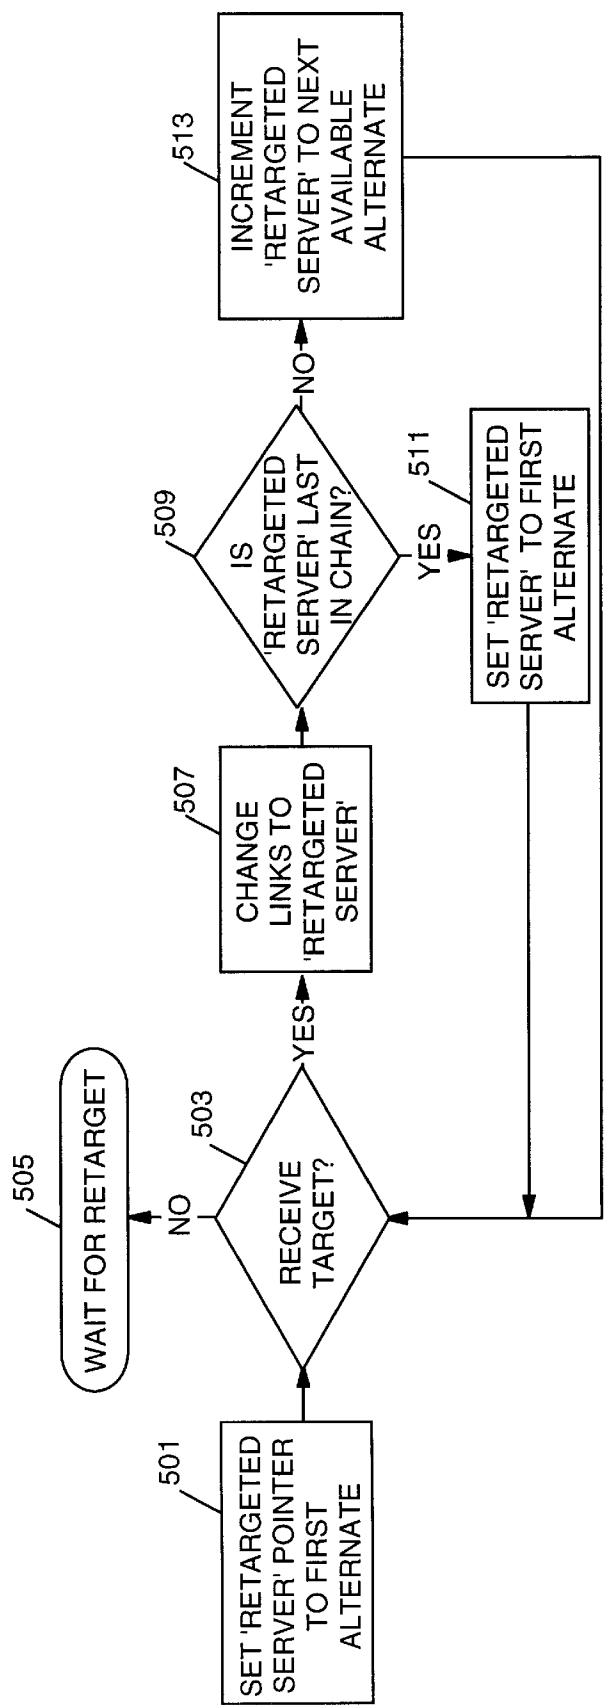 501
SET 'RETARGETED
SERVER' POINTER
TO FIRST
ALTERNATE
505
WAIT FOR RETARGET
NO
503
RECEIVE
TARGET?
YES
507
CHANGE
LINKS TO
'RETARGETED
SERVER'
509
IS
'RETARGETED
SERVER' LAST
IN CHAIN?
NO
YES
511
SET 'RETARGETED
SERVER' TO FIRST
ALTERNATE
513
INCREMENT
'RETARGETED
SERVER' TO NEXT
AVAILABLE
ALTERNATE